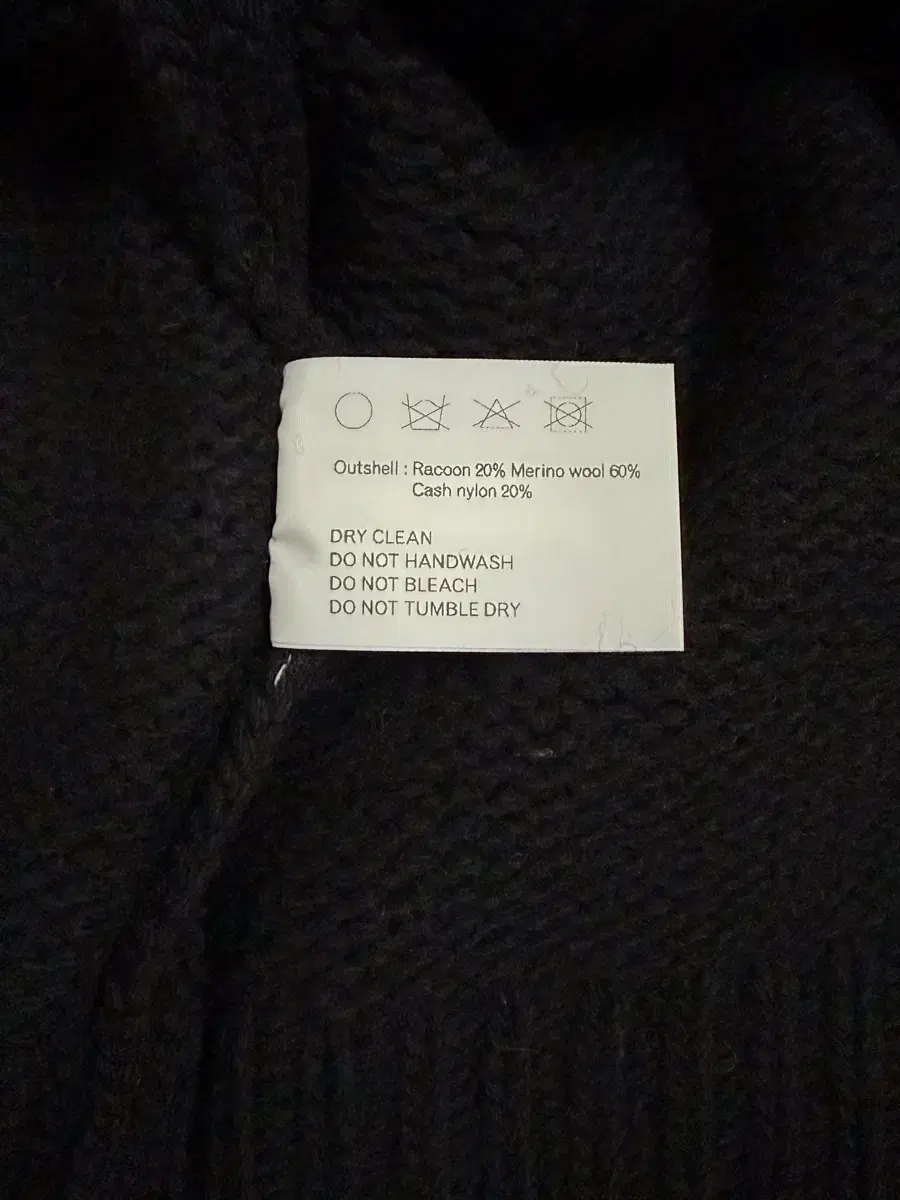 Outshell : Racoon 20% Merino wool 60%
Cash nylon 20%
DRY CLEAN
DO NOT HANDWASH
DO NOT BLEACH
DO NOT TUMBLE DRY